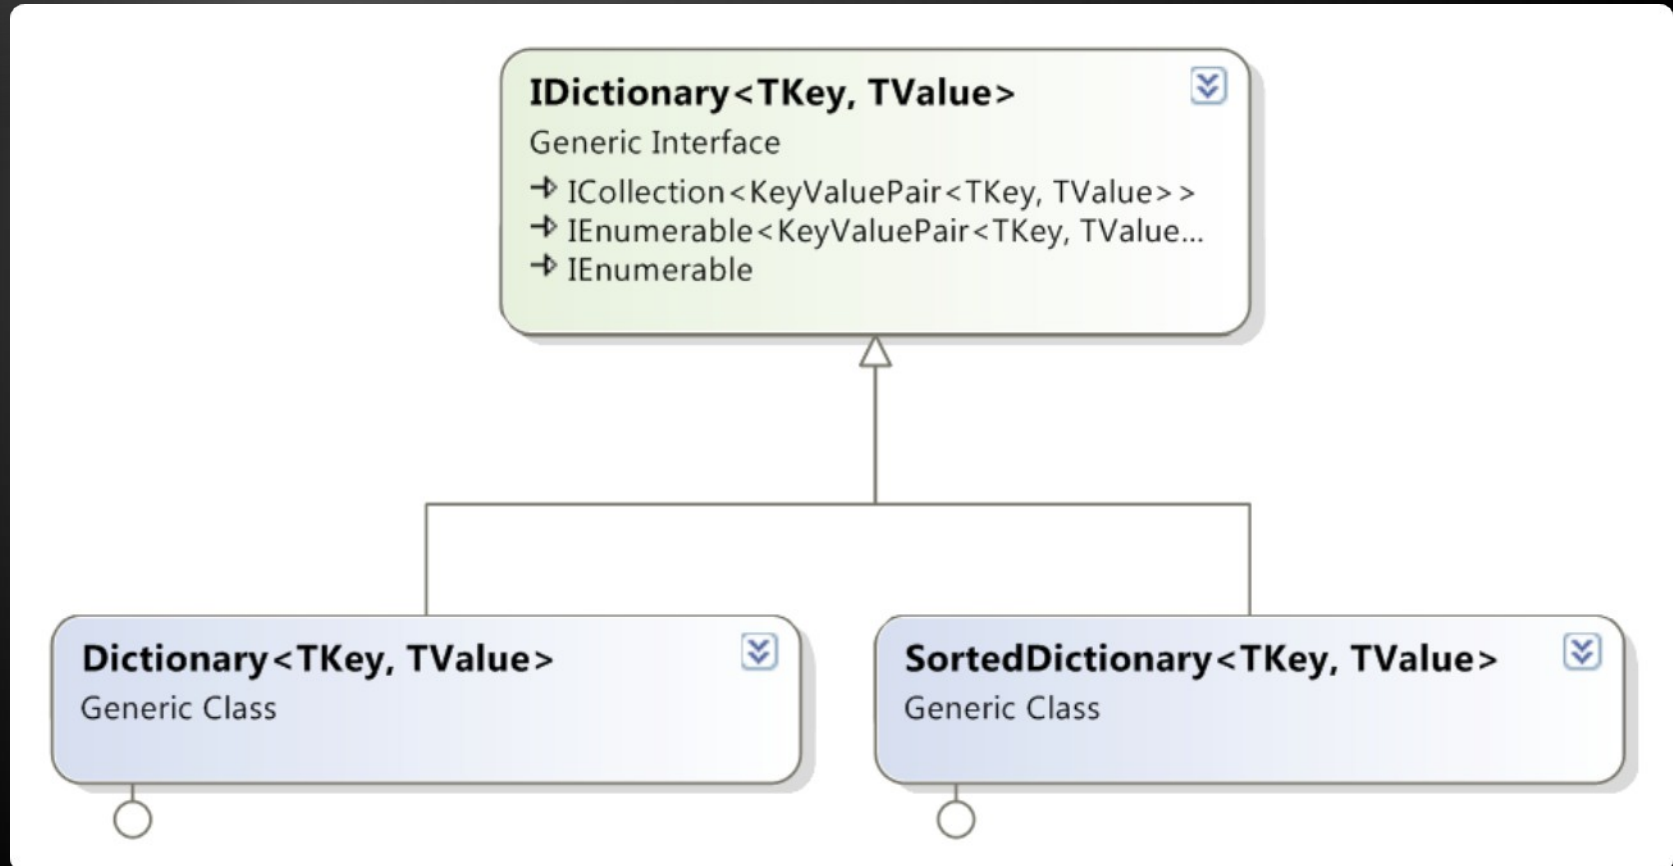 IDictionary<TKey, TValue>
Generic Interface
ICollection<KeyValuePair<TKey, TValue>>
IEnumerable<KeyValuePair<TKey, TValue...
IEnumerable
Dictionary<TKey, TValue>
Generic Class
SortedDictionary<TKey, TValue>
Generic Class